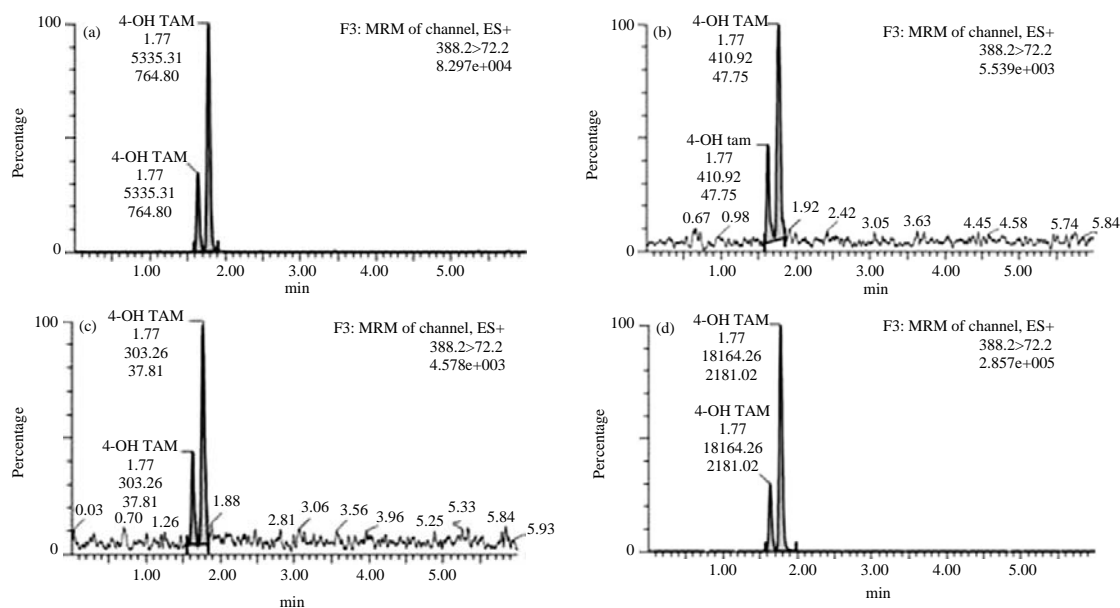 100
(a)
4-OH TAM
1.77
5335.31
764.80
F3: MRM of channel, ES+
388.2>72.2
8.297e+004
4-OH TAM
1.77
5335.31
764.80
Percentage
0
1.00
2.00
3.00
4.00
5.00
min
100
(b)
4-OH TAM
1.77
410.92
47.75
F3: MRM of channel, ES+
388.2>72.2
5.539e+003
4-OH tam
1.77
410.92
47.75
Percentage
0.67
0.98
1.92
2.42
3.05
3.63
4.45
4.58
5.74
5.84
0
1.00
2.00
3.00
4.00
5.00
min
100
(c)
4-OH TAM
1.77
303.26
37.81
F3: MRM of channel, ES+
388.2>72.2
4.578e+003
4-OH TAM
1.77
303.26
37.81
Percentage
0.03
0.70
1.26
1.88
2.81
3.06
3.56
3.96
5.25
5.33
5.84
5.93
0
1.00
2.00
3.00
4.00
5.00
min
100
(d)
4-OH TAM
1.77
18164.26
2181.02
F3: MRM of channel, ES+
388.2>72.2
2.857e+005
4-OH TAM
1.77
18164.26
2181.02
Percentage
0
1.00
2.00
3.00
4.00
5.00
min